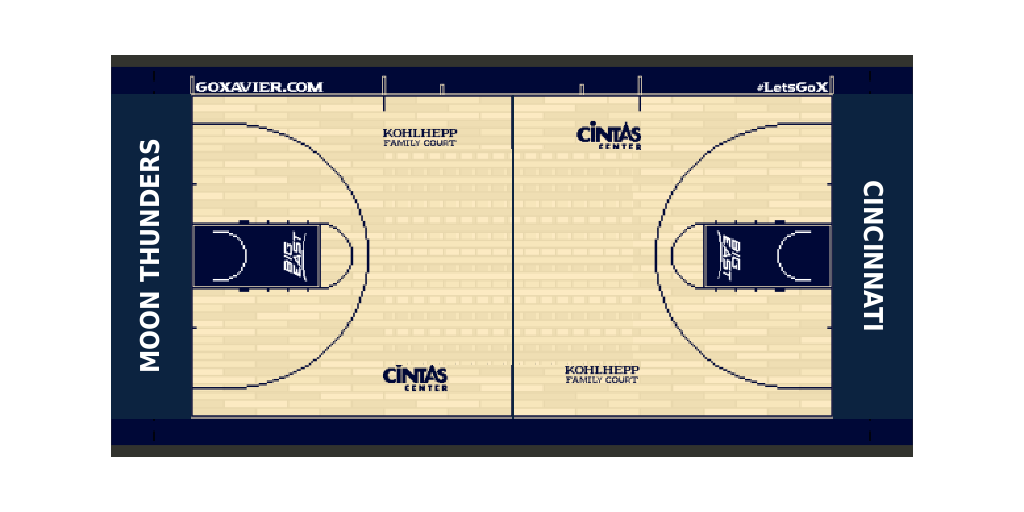 GOXAVIER.COM
#LetsGoX
KOHLHEPP
FAMILY COURT
CINTAS
CENTER
MOON THUNDERS
CINCINNATI
BIG
EAST
BIG
EAST
CINTAS
CENTER
KOHLHEPP
FAMILY COURT